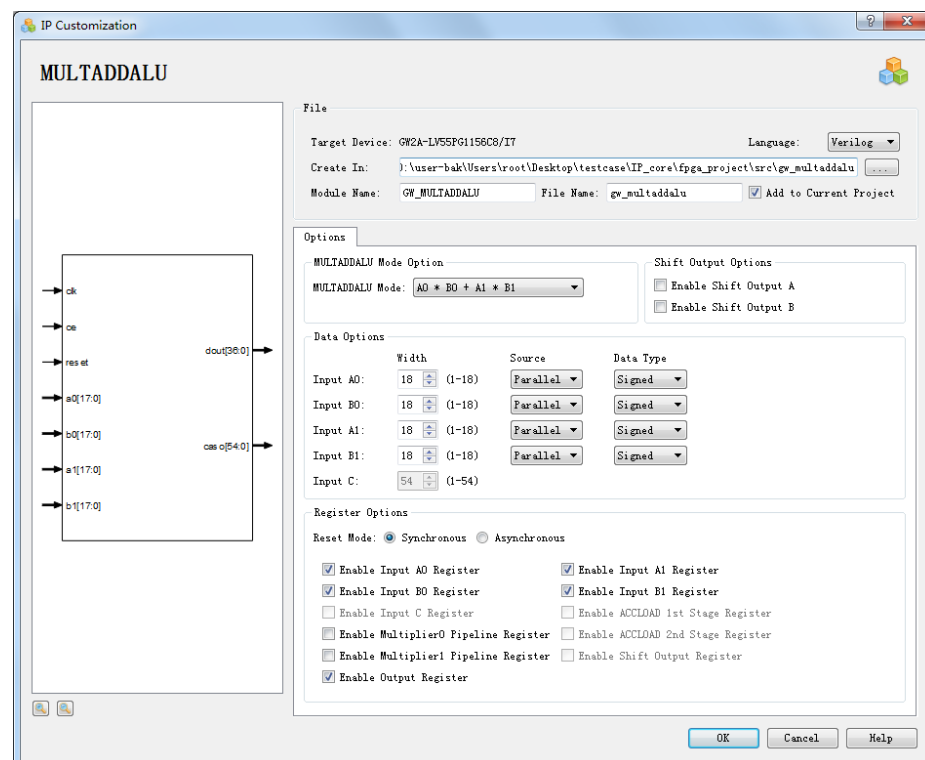 IP Customization
MULTADDALU
clk
ce
reset
a0[17:0]
b0[17:0]
a1[17:0]
b1[17:0]
dout[36:0]
caso[54:0]
File
Target Device: GW2A-LV55PG1156C8/I7 Language: Verilog
Create In: ):\user-bak\Users\root\Desktop\testcase\IP_core\fpga_project\src\gw_multaddalu ...
Module Name: GW_MULTADDALU File Name: gw_multaddalu Add to Current Project
Options
MULTADDALU Mode Option
MULTADDALU Mode: A0 * B0 + A1 * B1
Shift Output Options
Enable Shift Output A
Enable Shift Output B
Data Options
Width Source Data Type
Input A0: 18 (1-18) Parallel Signed
Input B0: 18 (1-18) Parallel Signed
Input A1: 18 (1-18) Parallel Signed
Input B1: 18 (1-18) Parallel Signed
Input C: 54 (1-54)
Register Options
Reset Mode: Synchronous Asynchronous
Enable Input A0 Register Enable Input A1 Register
Enable Input B0 Register Enable Input B1 Register
Enable Input C Register Enable ACCLOAD 1st Stage Register
Enable Multiplier0 Pipeline Register Enable ACCLOAD 2nd Stage Register
Enable Multiplier1 Pipeline Register Enable Shift Output Register
Enable Output Register
OK Cancel Help